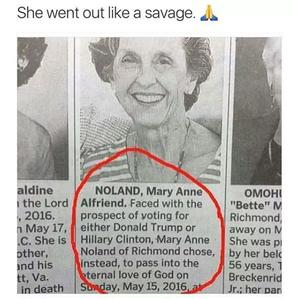 She went out like a savage. 🙏
aldine
the Lord
, 2016.
May 17,
.C. She is
other,
nd his
tt, Va.
in death
NOLAND, Mary Anne
Alfriend. Faced with the
prospect of voting for
either Donald Trump or
Hillary Clinton, Mary Anne
Noland of Richmond chose,
instead, to pass into the
eternal love of God on
Sunday, May 15, 2016, at
OMOHU
"Bette" M
Richmond,
away on M
She was p
by her bel
56 years, T
Breckenrid
Jr.; her par